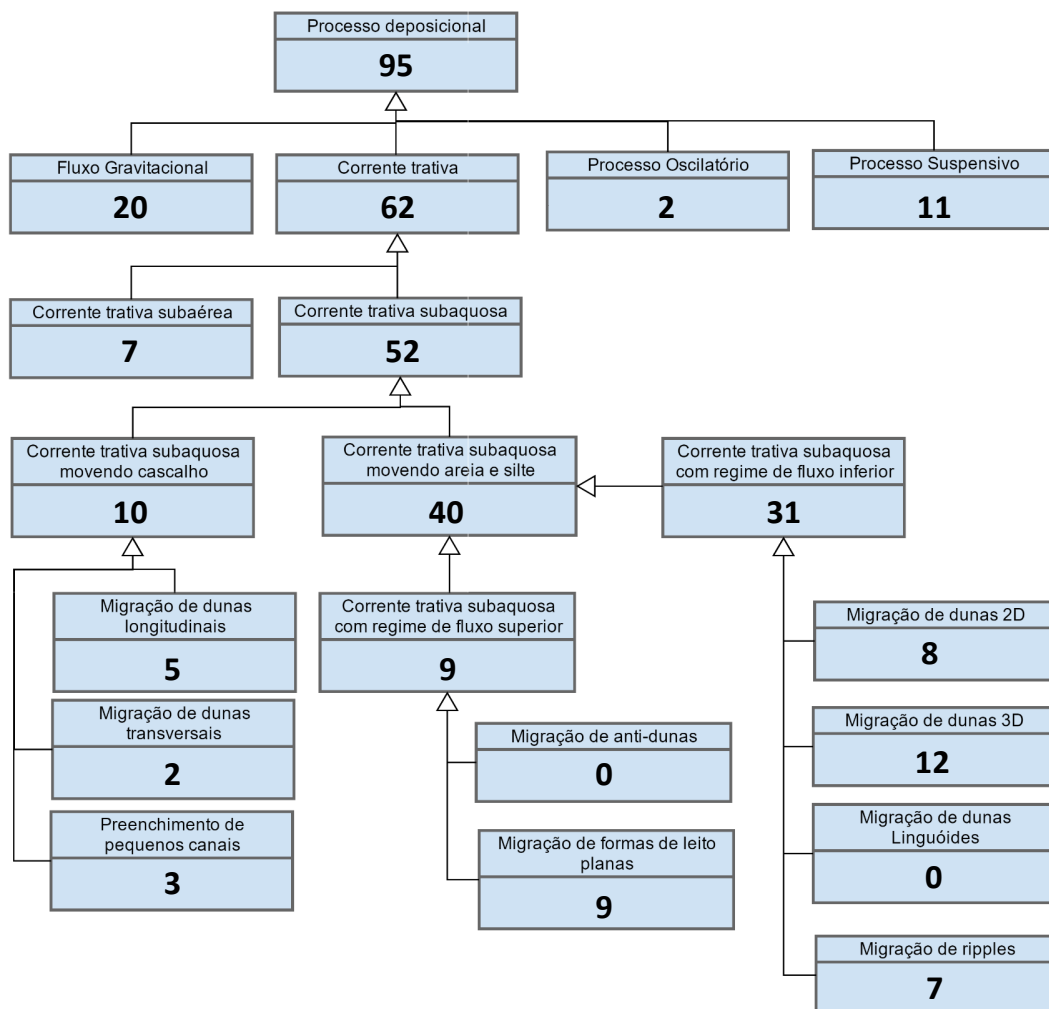 Processo deposicional
95
Fluxo Gravitacional
20
Corrente trativa
62
Processo Oscilatório
2
Processo Suspensivo
11
Corrente trativa subaérea
7
Corrente trativa subaquosa
52
Corrente trativa subaquosa
movendo cascalho
10
Corrente trativa subaquosa
movendo areia e silte
40
Corrente trativa subaquosa
com regime de fluxo inferior
31
Migração de dunas
longitudinais
5
Migração de dunas
transversais
2
Preenchimento de
pequenos canais
3
Corrente trativa subaquosa
com regime de fluxo superior
9
Migração de anti-dunas
0
Migração de formas de leito
planas
9
Migração de dunas 2D
8
Migração de dunas 3D
12
Migração de dunas
Linguóides
0
Migração de ripples
7